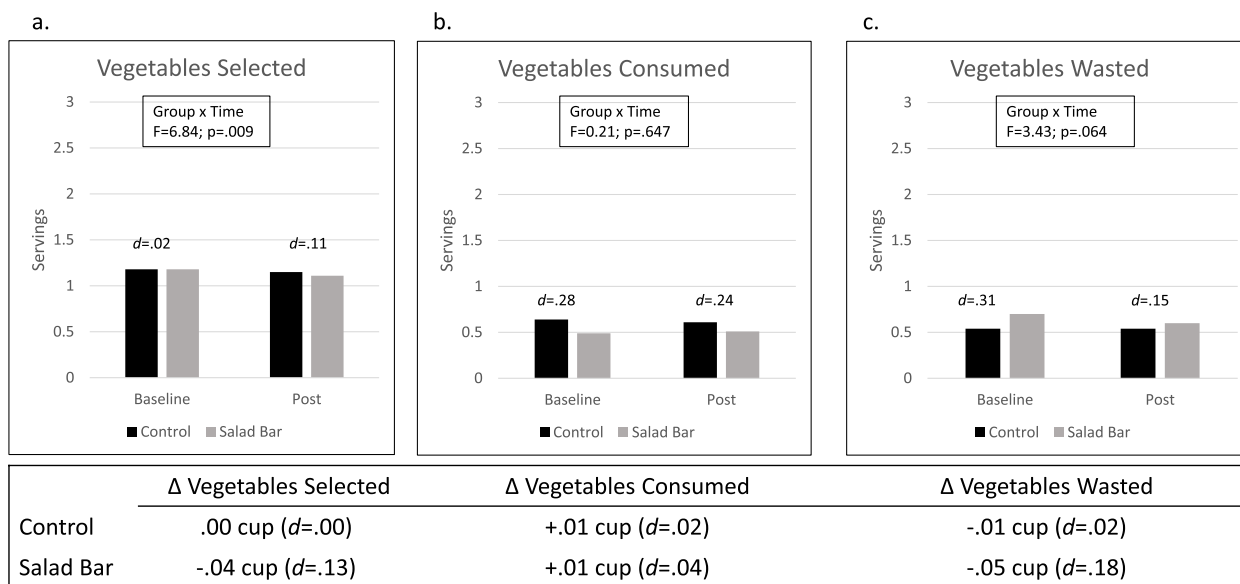 a.
Vegetables Selected
Group x Time
F=6.84; p=.009
3
2.5
2
1.5
1
0.5
0
Servings
d=.02
d=.11
Baseline
Post
Control
Salad Bar
b.
Vegetables Consumed
Group x Time
F=0.21; p=.647
3
2.5
2
1.5
1
0.5
0
Servings
d=.28
d=.24
Baseline
Post
Control
Salad Bar
c.
Vegetables Wasted
Group x Time
F=3.43; p=.064
3
2.5
2
1.5
1
0.5
0
Servings
d=.31
d=.15
Baseline
Post
Control
Salad Bar
Δ Vegetables Selected Δ Vegetables Consumed Δ Vegetables Wasted
Control .00 cup (d=.00) +.01 cup (d=.02) -.01 cup (d=.02)
Salad Bar -.04 cup (d=.13) +.01 cup (d=.04) -.05 cup (d=.18)